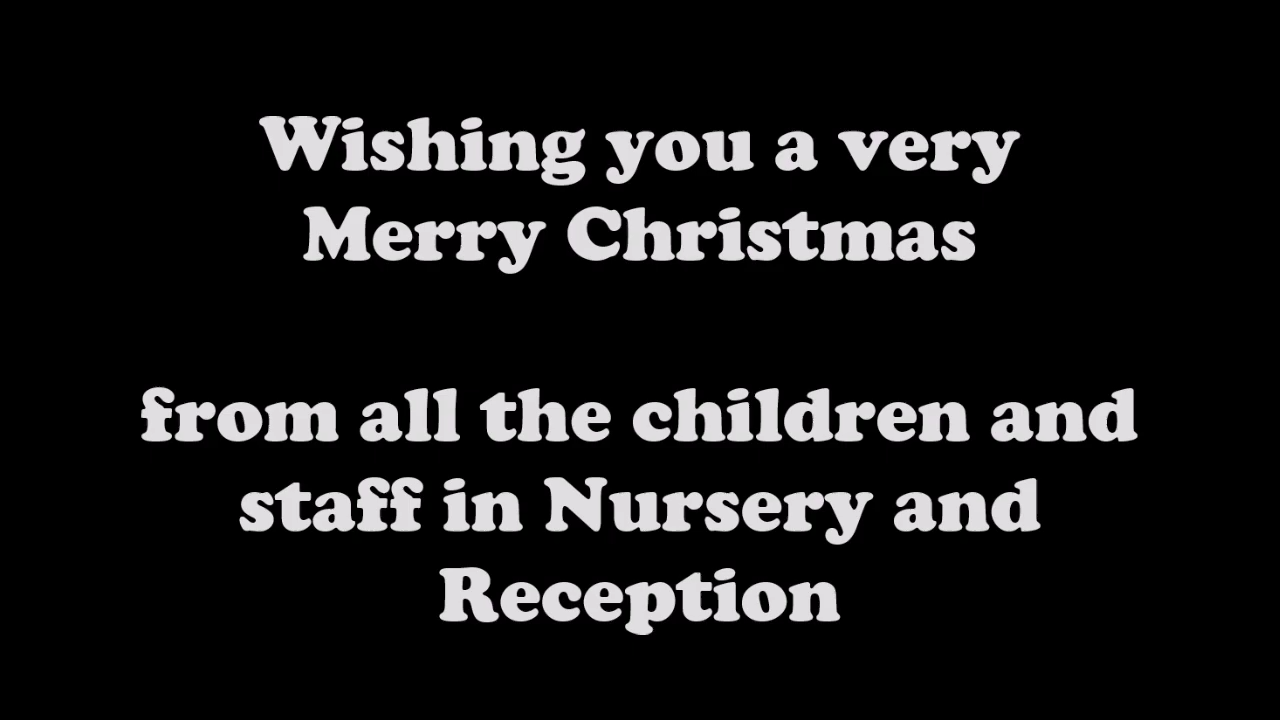 Wishing you a very
Merry Christmas
from all the children and
staff in Nursery and
Reception